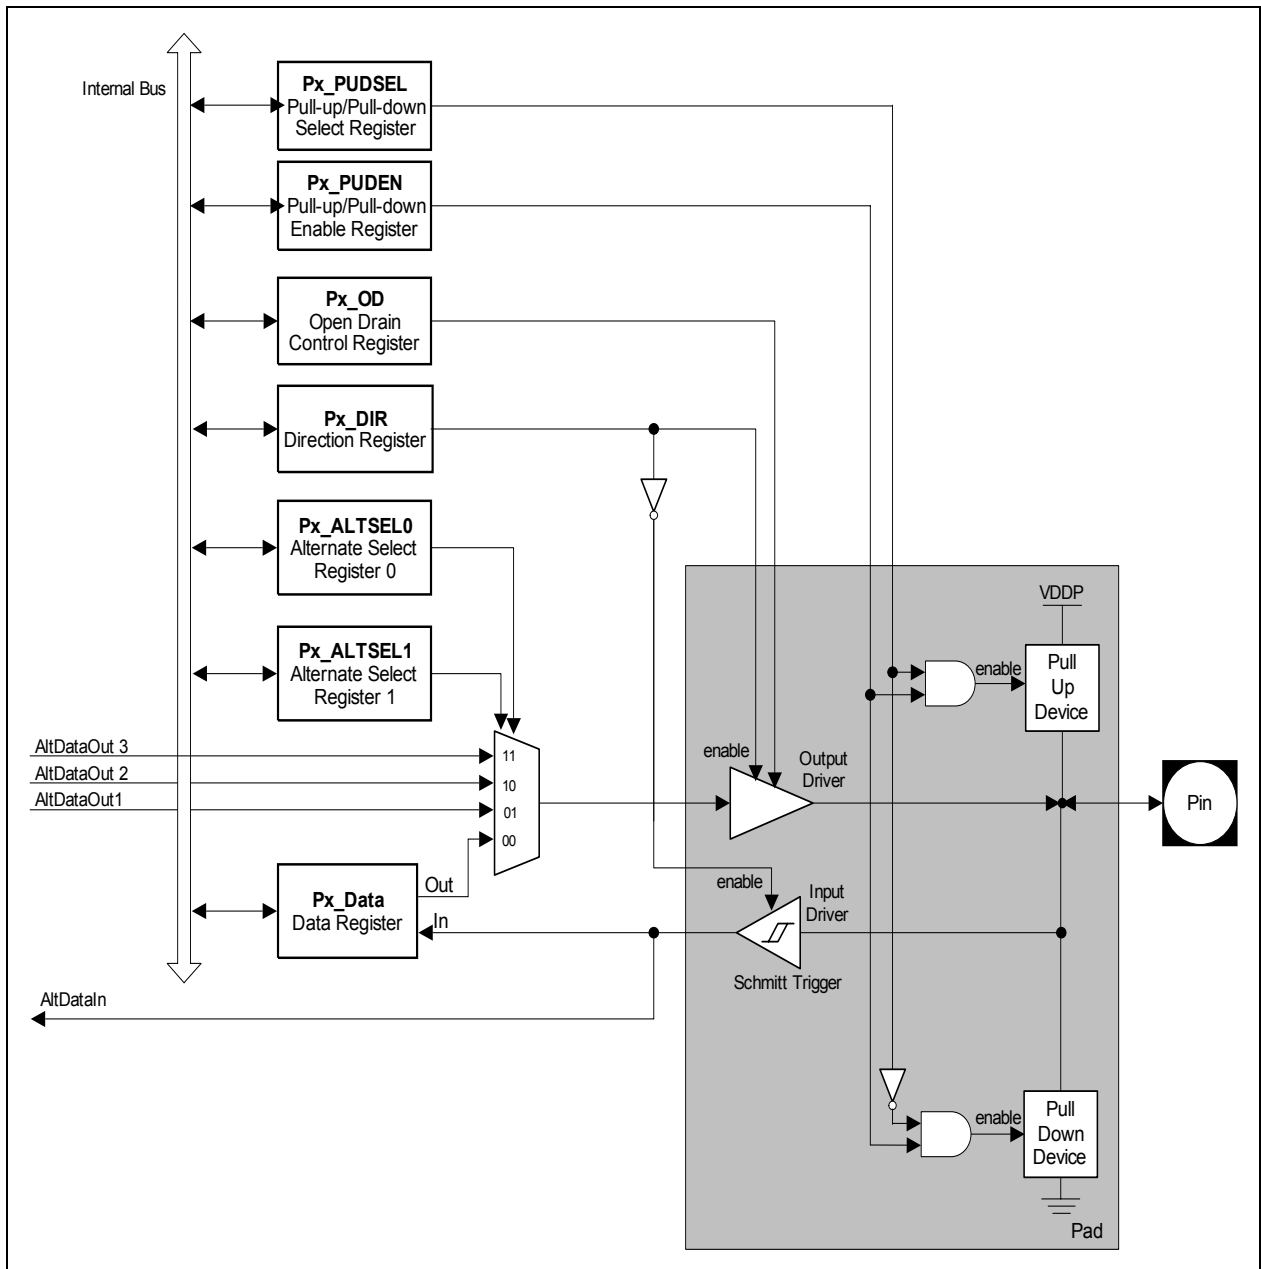 Internal Bus
Px_PUDSEL
Pull-up/Pull-down
Select Register
Px_PUDEN
Pull-up/Pull-down
Enable Register
Px_OD
Open Drain
Control Register
Px_DIR
Direction Register
Px_ALTSEL0
Alternate Select
Register 0
Px_ALTSEL1
Alternate Select
Register 1
AltDataOut 3
AltDataOut 2
AltDataOut1
11
10
01
00
Px_Data
Data Register
Out
In
AltDataIn
enable
Output
Driver
enable
Input
Driver
Schmitt Trigger
VDDP
enable
Pull
Up
Device
Pin
enable
Pull
Down
Device
Pad